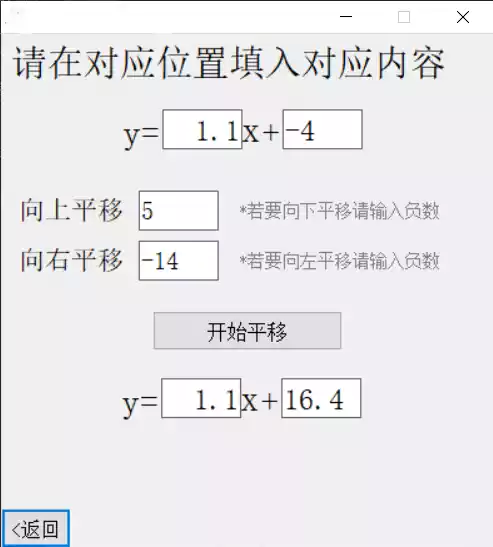 请在对应位置填入对应内容
y= 1.1x+-4
向上平移 5 *若要向下平移请输入负数
向右平移 -14 *若要向左平移请输入负数
开始平移
y= 1.1x+16.4
<返回